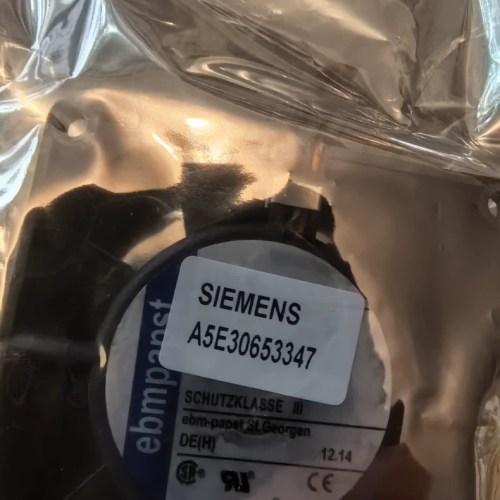 SIEMENS
A5E30653347
ebmpapst
SCHUTZKLASSE III
ebm-papst St.Georgen
DE(H)
12.14
CE